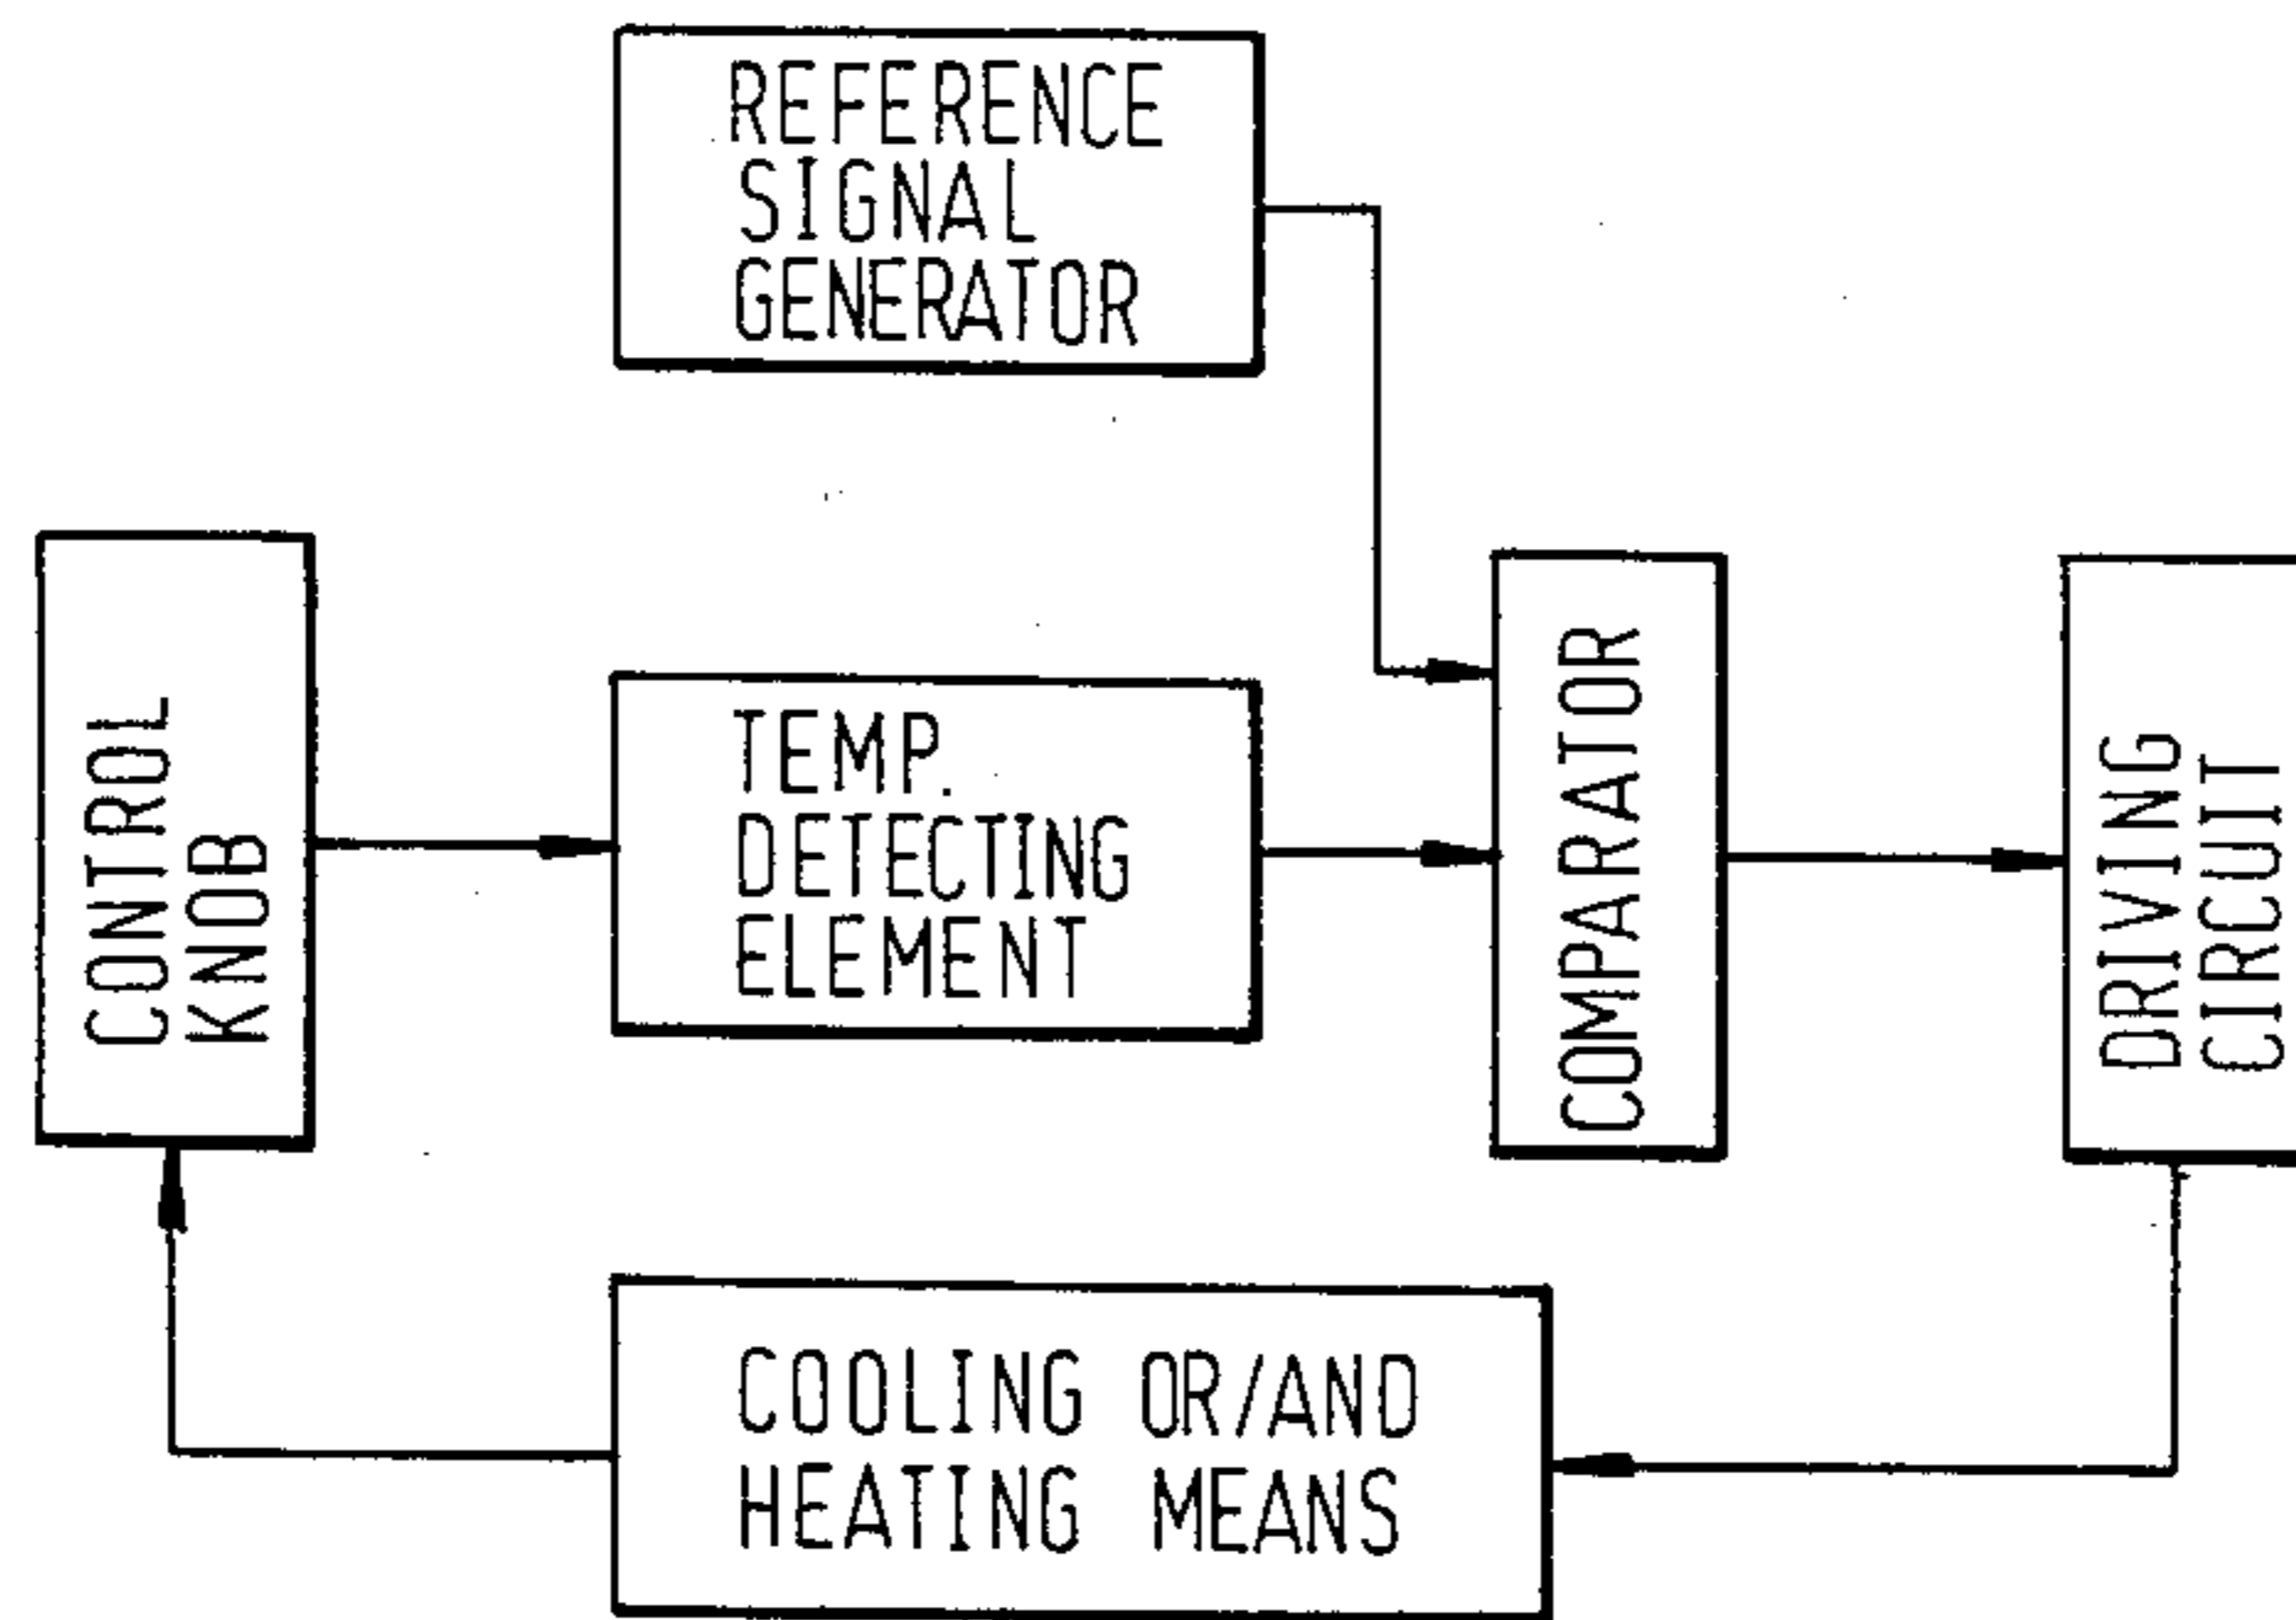 REFERENCE
SIGNAL
GENERATOR
CONTROL
KNOB
TEMP.
DETECTING
ELEMENT
COMPARATOR
DRIVING
CIRCUIT
COOLING OR/AND
HEATING MEANS